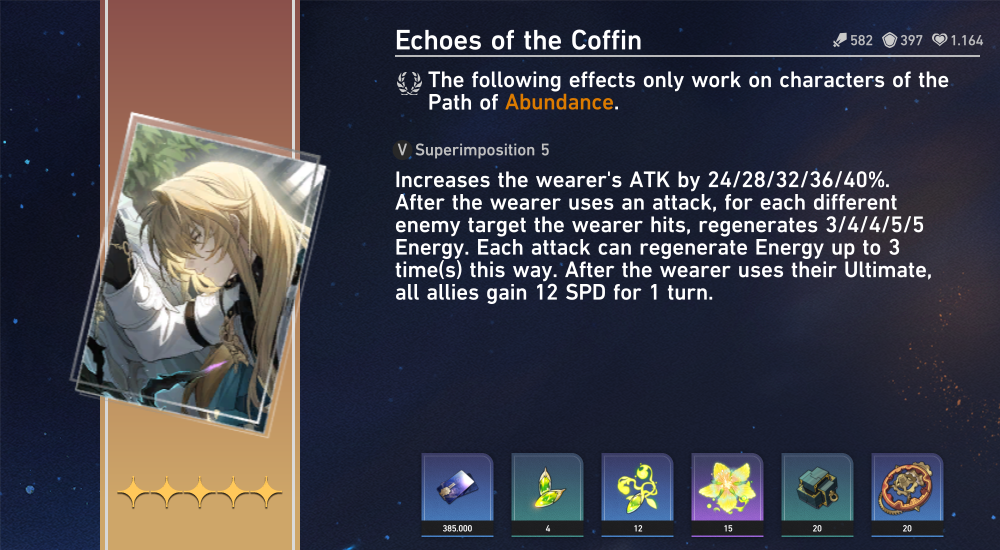 Echoes of the Coffin
582 397 1.164
The following effects only work on characters of the
Path of Abundance.
V Superimposition 5
Increases the wearer's ATK by 24/28/32/36/40%.
After the wearer uses an attack, for each different
enemy target the wearer hits, regenerates 3/4/4/5/5
Energy. Each attack can regenerate Energy up to 3
time(s) this way. After the wearer uses their Ultimate,
all allies gain 12 SPD for 1 turn.
385.000 4 12 15 20 20